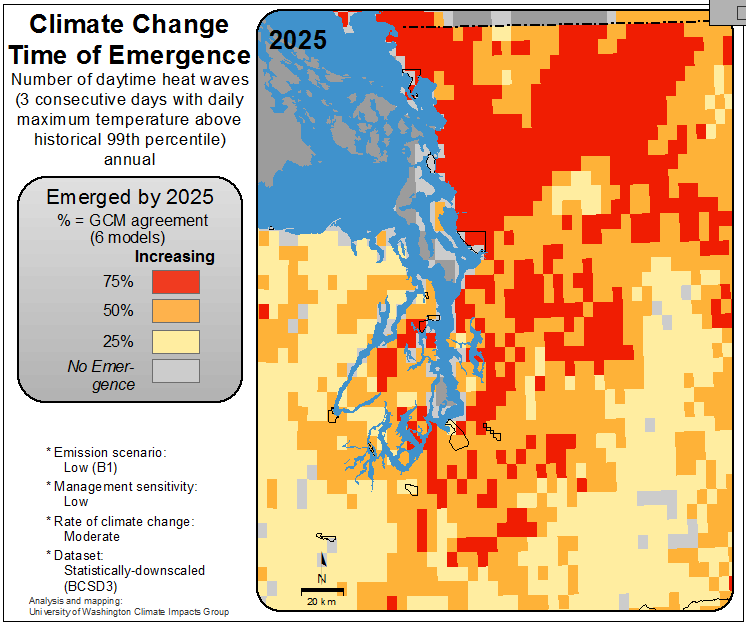 Climate Change
Time of Emergence
Number of daytime heat waves
(3 consecutive days with daily
maximum temperature above
historical 99th percentile)
annual
Emerged by 2025
% = GCM agreement
(6 models)
Increasing
75%
50%
25%
No Emer-
gence
* Emission scenario:
Low (B1)
* Management sensitivity:
Low
* Rate of climate change:
Moderate
* Dataset:
Statistically-downscaled
(BCSD3)
Analysis and mapping:
University of Washington Climate Impacts Group
2025
N
20 km